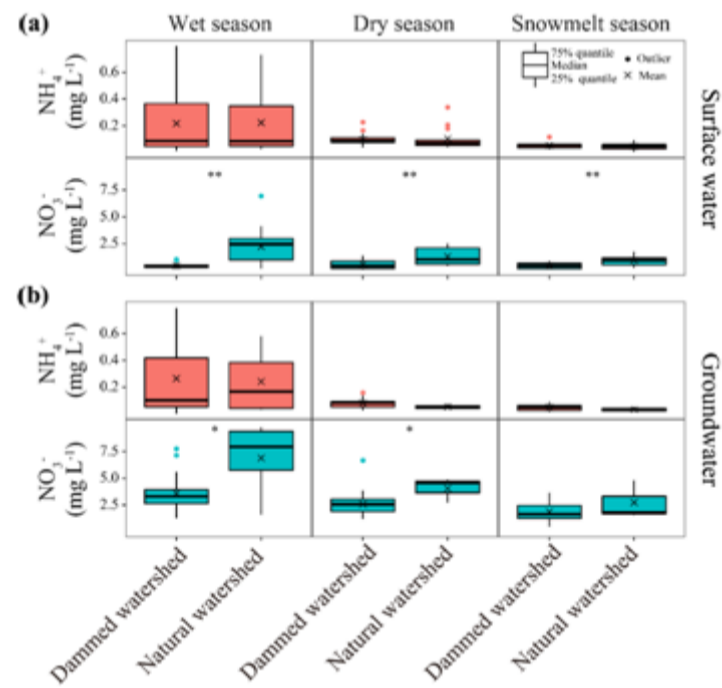 (a)
Wet season
Dry season
Snowmelt season
NH₄⁺
(mg L⁻¹)
0.6
0.4
0.2
75% quantile
Median
25% quantile
Outlier
Mean
Surface water
NO₃⁻
(mg L⁻¹)
7.5
5.0
2.5
**
**
**
(b)
NH₄⁺
(mg L⁻¹)
0.6
0.4
0.2
Groundwater
NO₃⁻
(mg L⁻¹)
7.5
5.0
2.5
*
*
Dammed watershed
Natural watershed
Dammed watershed
Natural watershed
Dammed watershed
Natural watershed